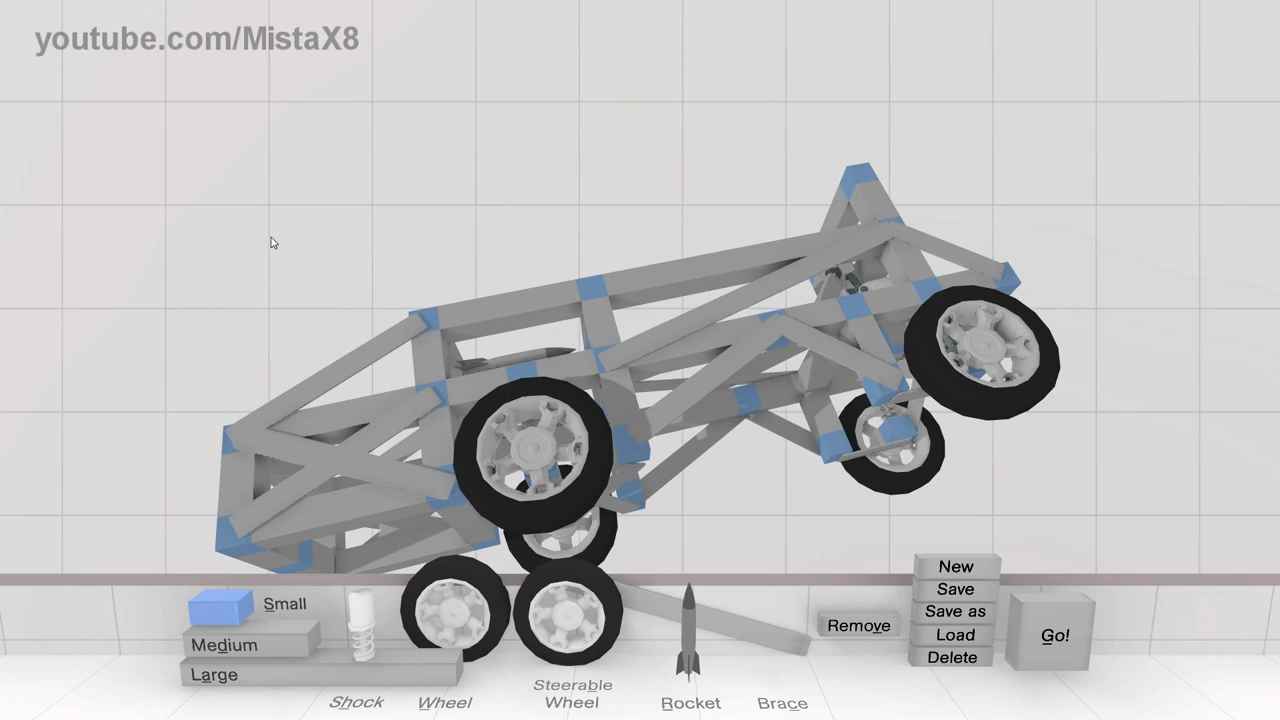 youtube.com/MistaX8
Small
Medium
Large
Shock
Wheel
Steerable
Wheel
Rocket
Brace
Remove
New
Save
Save as
Load
Delete
Go!